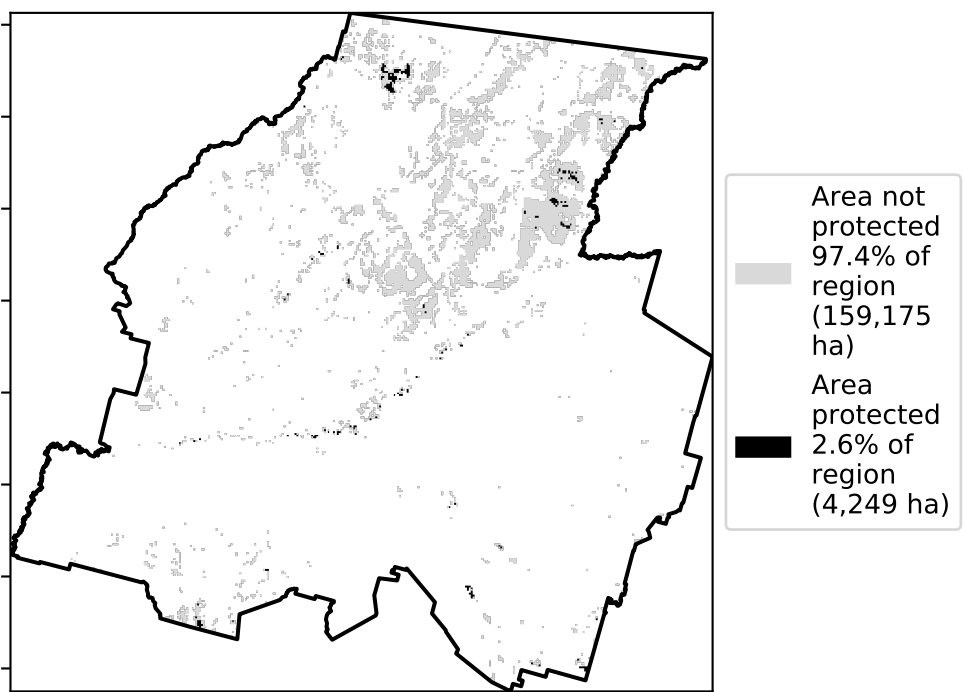 Area not
protected
97.4% of
region
(159,175
ha)
Area
protected
2.6% of
region
(4,249 ha)